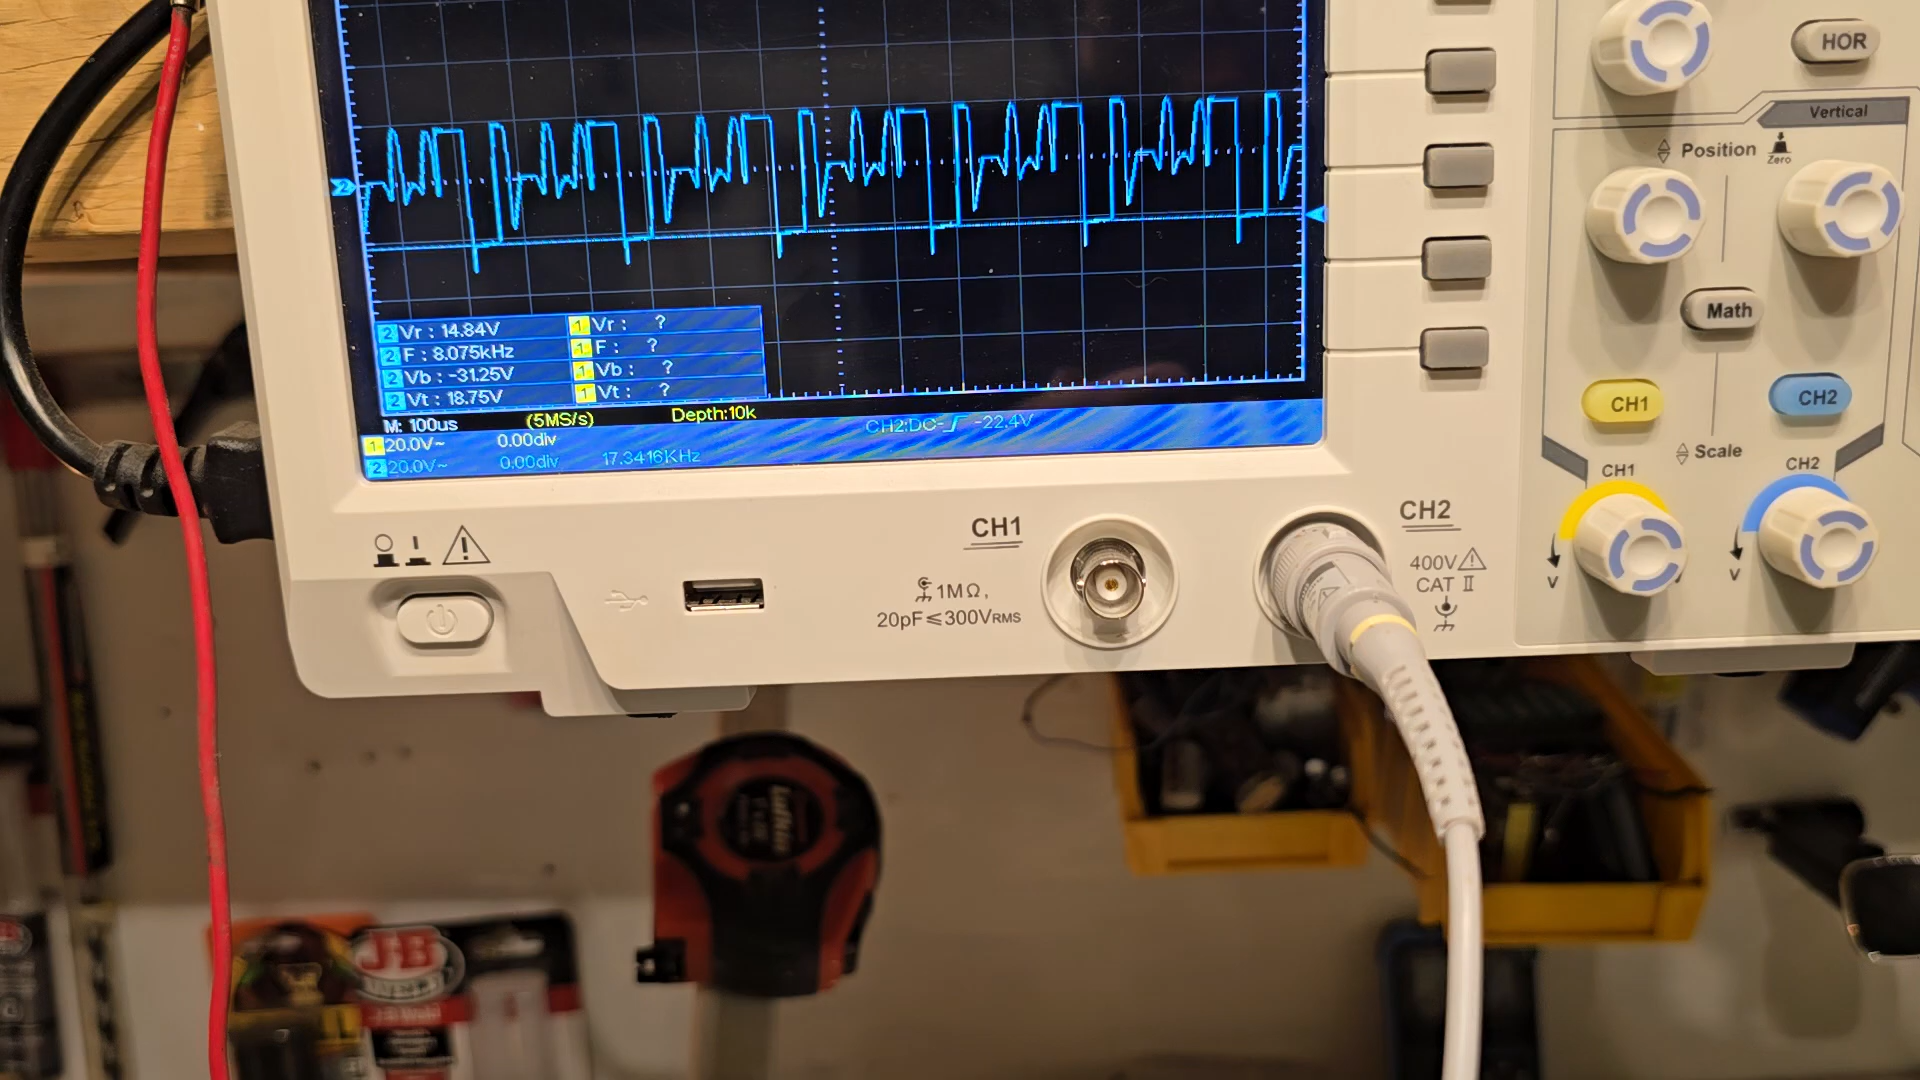 HOR
Vertical
Position
Zero
Math
CH1
CH2
Scale
CH1
CH2
V
V
2
2 Vr : 14.84V
1 Vr : ?
2 F : 8.075kHz
1 F : ?
2 Vb : -31.25V
1 Vb : ?
2 Vt : 18.75V
1 Vt : ?
M: 100us (5MS/s) Depth:10k
CH2:DC- -22.4V
1 20.0V~ 0.00div
2 20.0V~ 0.00div 17.3416KHz
CH1
1MΩ,
20pF≤300VRMS
CH2
400V
CAT II
J-B